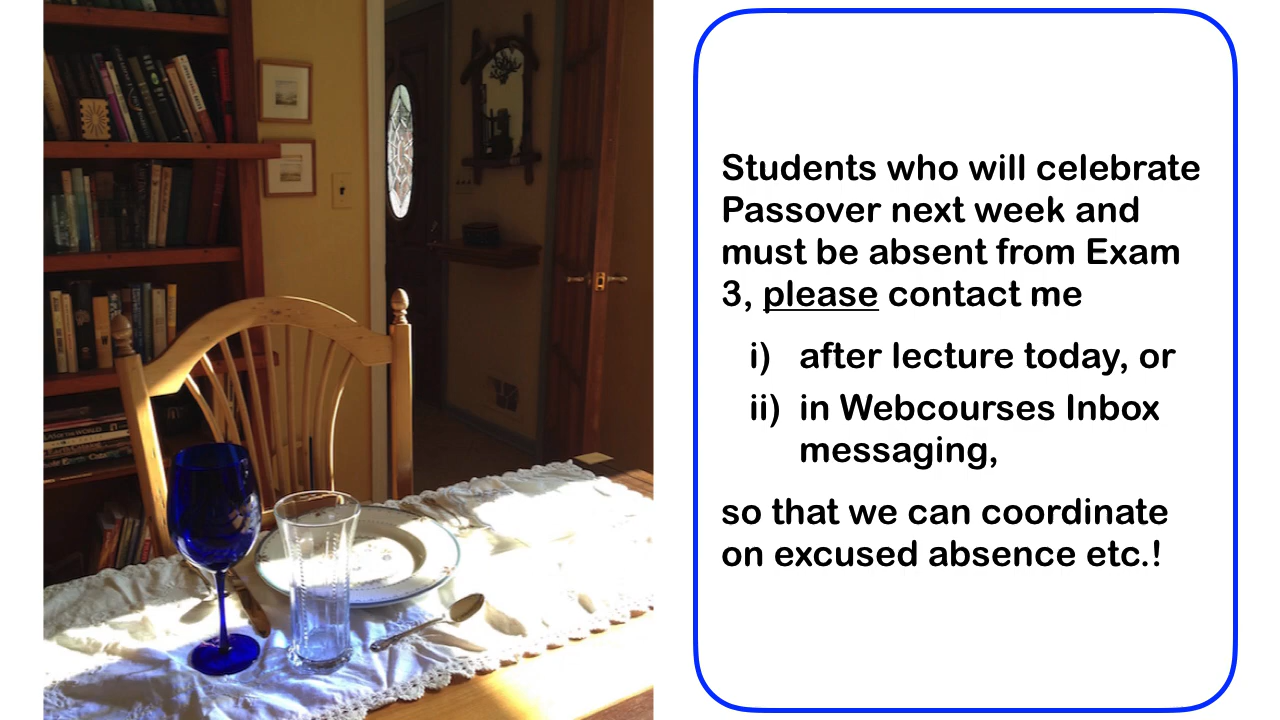 Students who will celebrate
Passover next week and
must be absent from Exam
3, please contact me
i) after lecture today, or
ii) in Webcourses Inbox
messaging,
so that we can coordinate
on excused absence etc.!